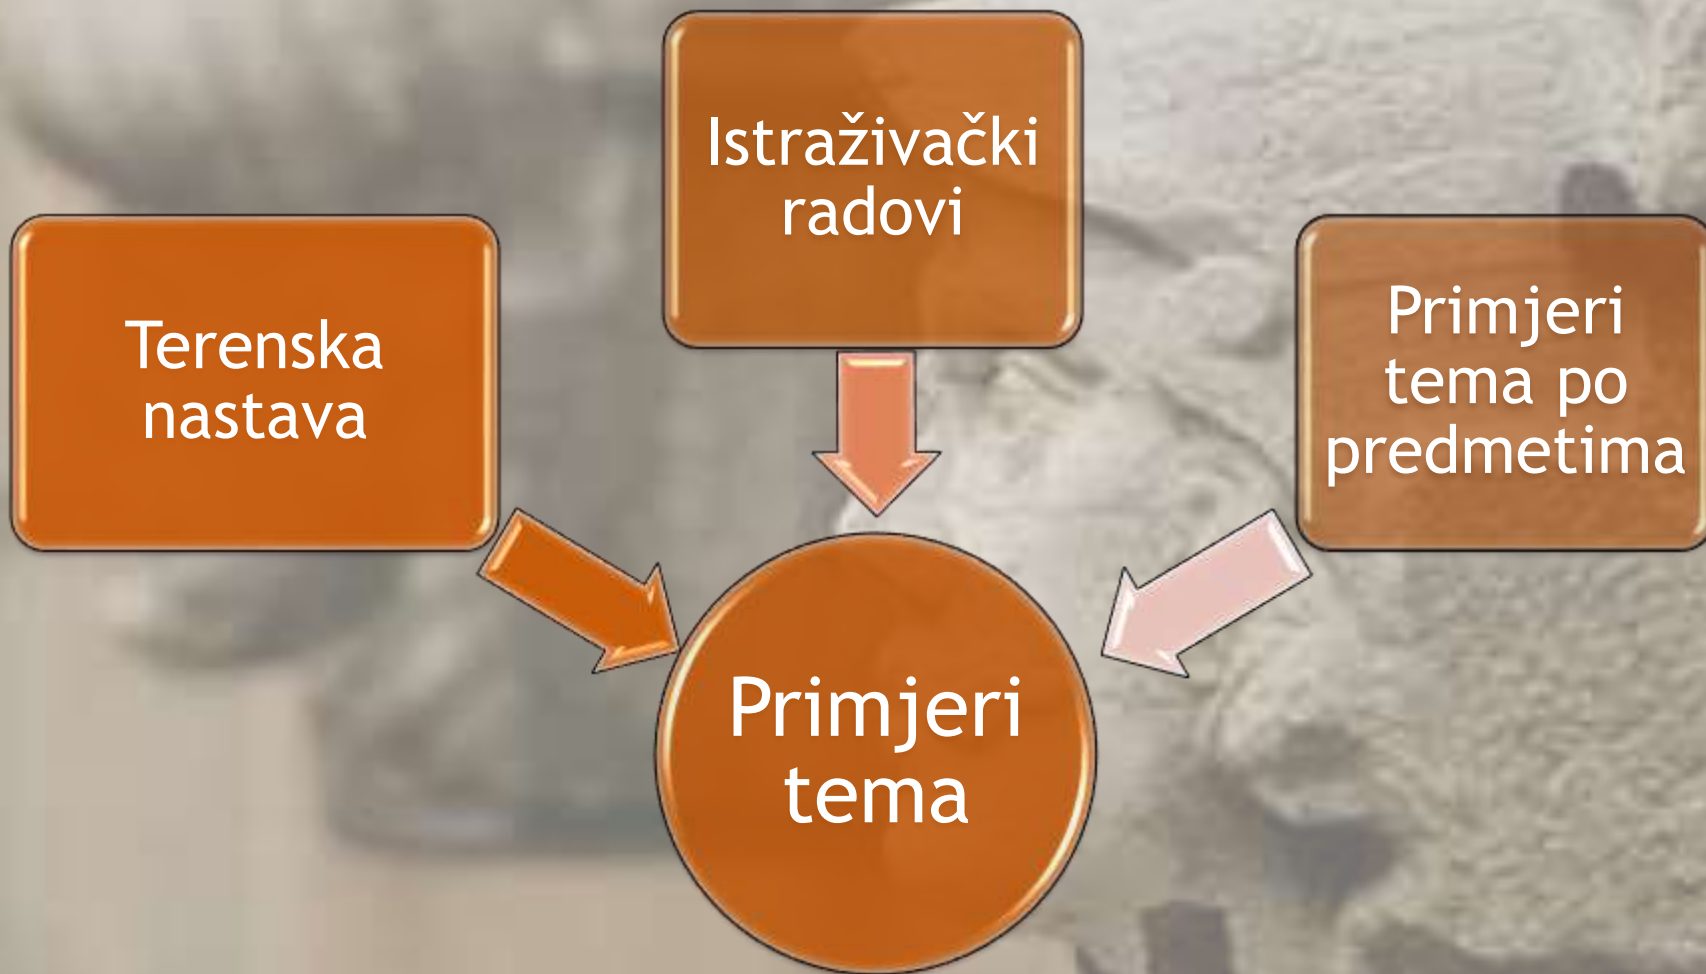 Terenska
nastava
Istraživački
radovi
Primjeri
tema po
predmetima
Primjeri
tema